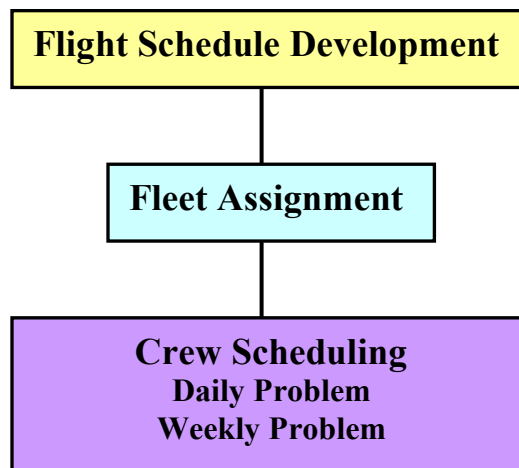 Flight Schedule Development
Fleet Assignment
Crew Scheduling
Daily Problem
Weekly Problem